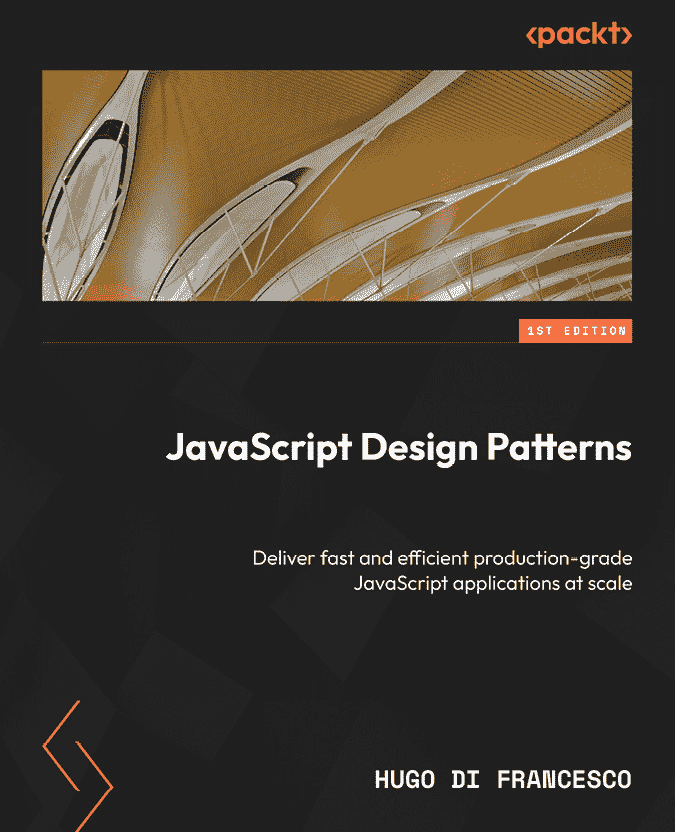 <packt>
1ST EDITION
JavaScript Design Patterns
Deliver fast and efficient production-grade
JavaScript applications at scale
HUGO DI FRANCESCO